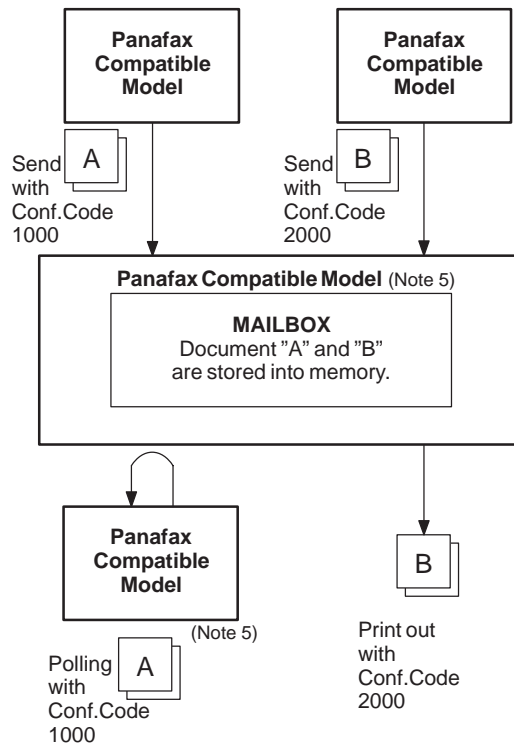 Panafax
Compatible
Model
Panafax
Compatible
Model
A
Send
with
Conf.Code
1000
B
Send
with
Conf.Code
2000
Panafax Compatible Model (Note 5)
MAILBOX
Document ”A” and ”B”
are stored into memory.
Panafax
Compatible
Model
(Note 5)
A
Polling
with
Conf.Code
1000
B
Print out
with
Conf.Code
2000